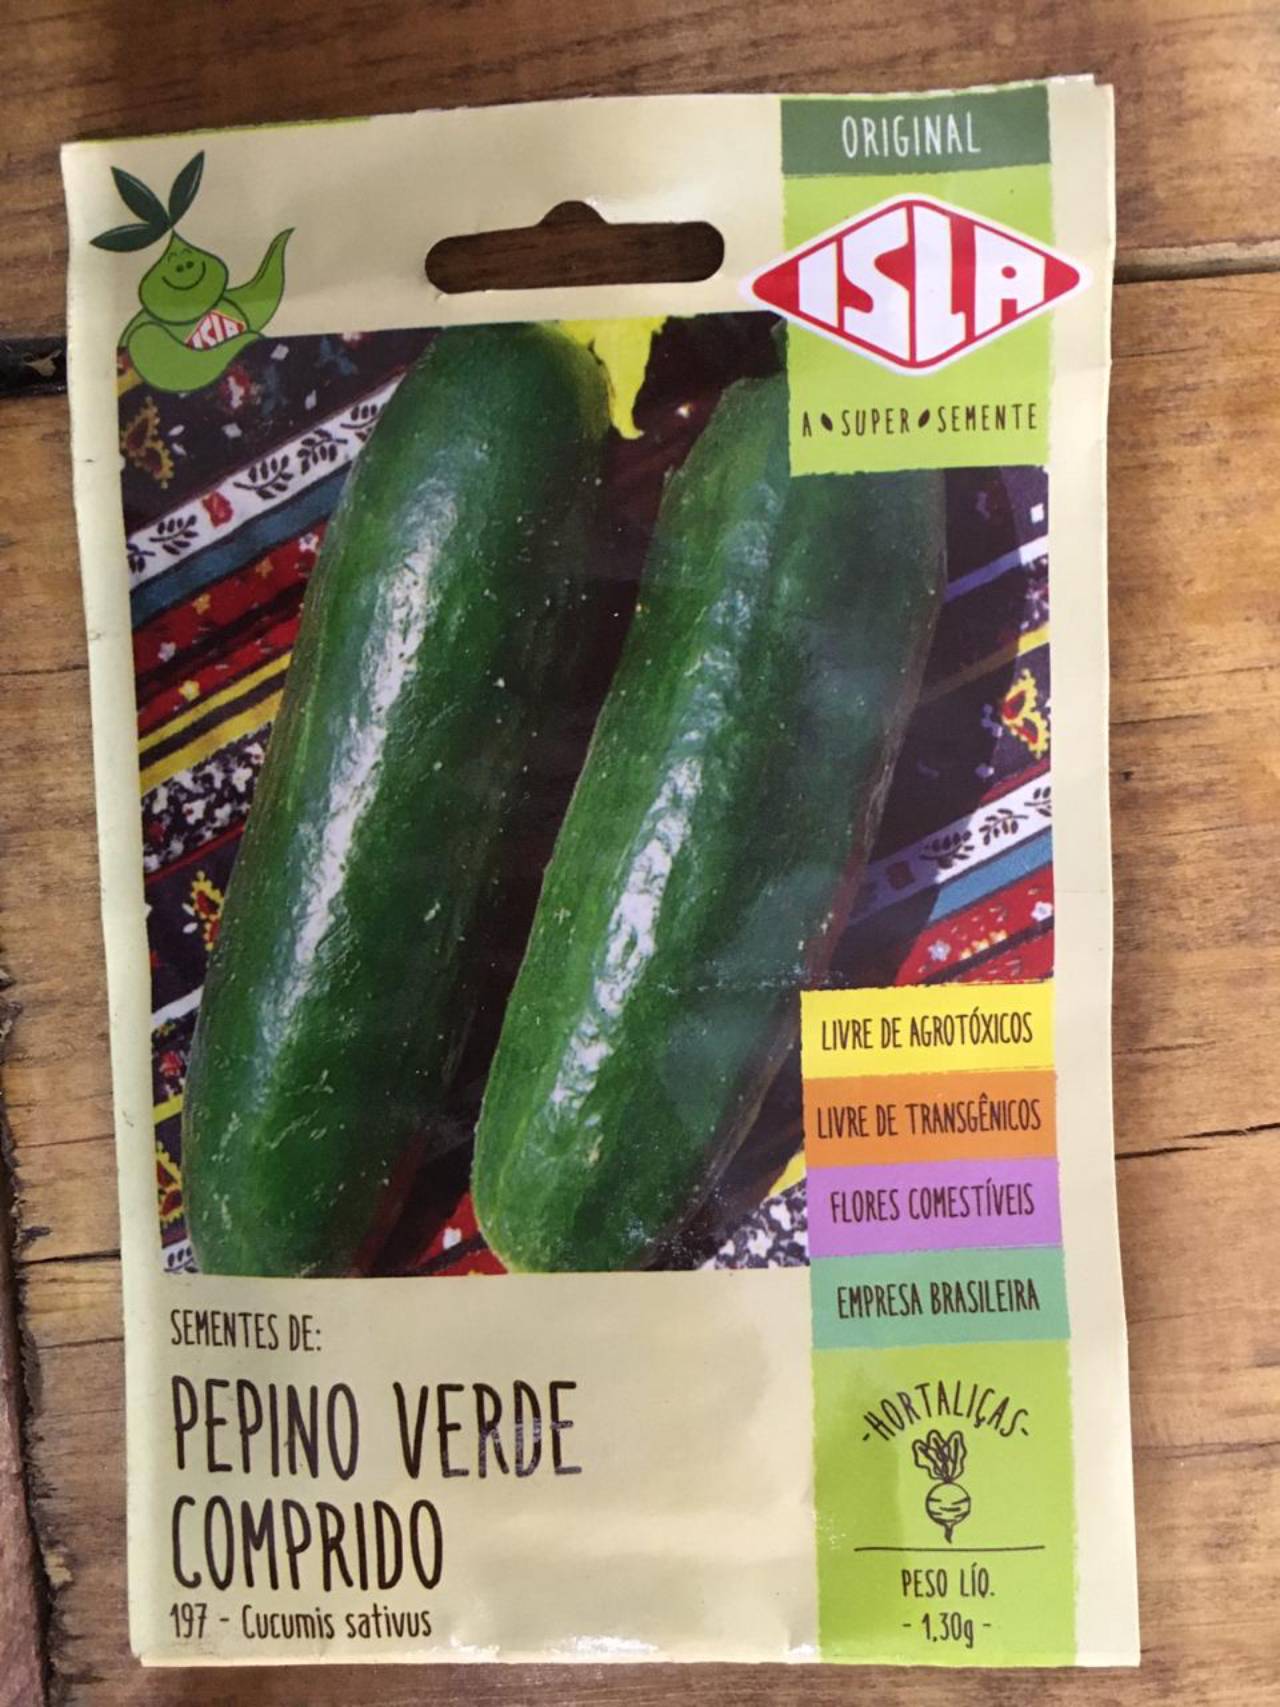 ORIGINAL
ISLA
ISLA
A SUPER SEMENTE
LIVRE DE AGROTÓXICOS
LIVRE DE TRANSGÊNICOS
FLORES COMESTÍVEIS
EMPRESA BRASILEIRA
SEMENTES DE:
PEPINO VERDE
COMPRIDO
197 - Cucumis sativus
-HORTALIÇAS-
PESO LÍQ.
- 1,30g -